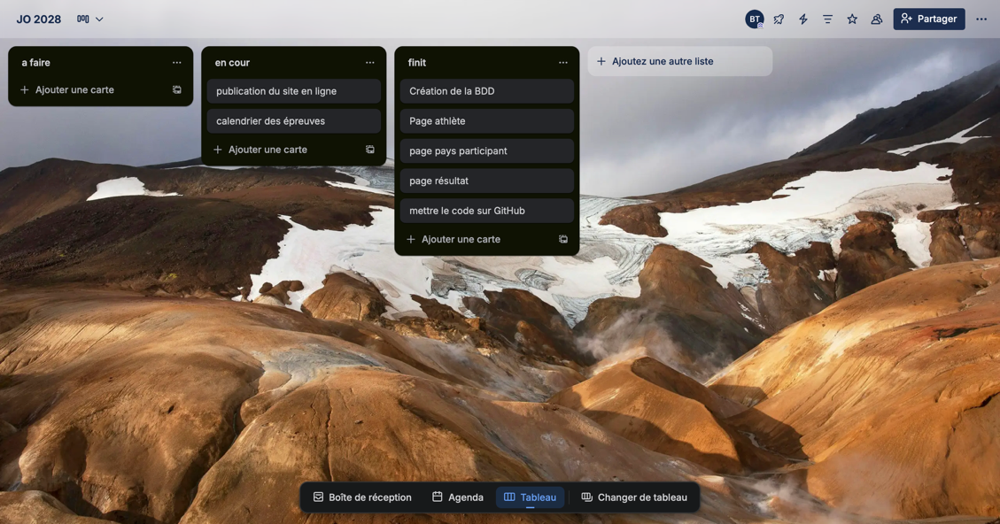 JO 2028
BT
Partager
a faire
Ajouter une carte
en cour
publication du site en ligne
calendrier des épreuves
Ajouter une carte
finit
Création de la BDD
Page athlète
page pays participant
page résultat
mettre le code sur GitHub
Ajouter une carte
Ajoutez une autre liste
Boîte de réception
Agenda
Tableau
Changer de tableau